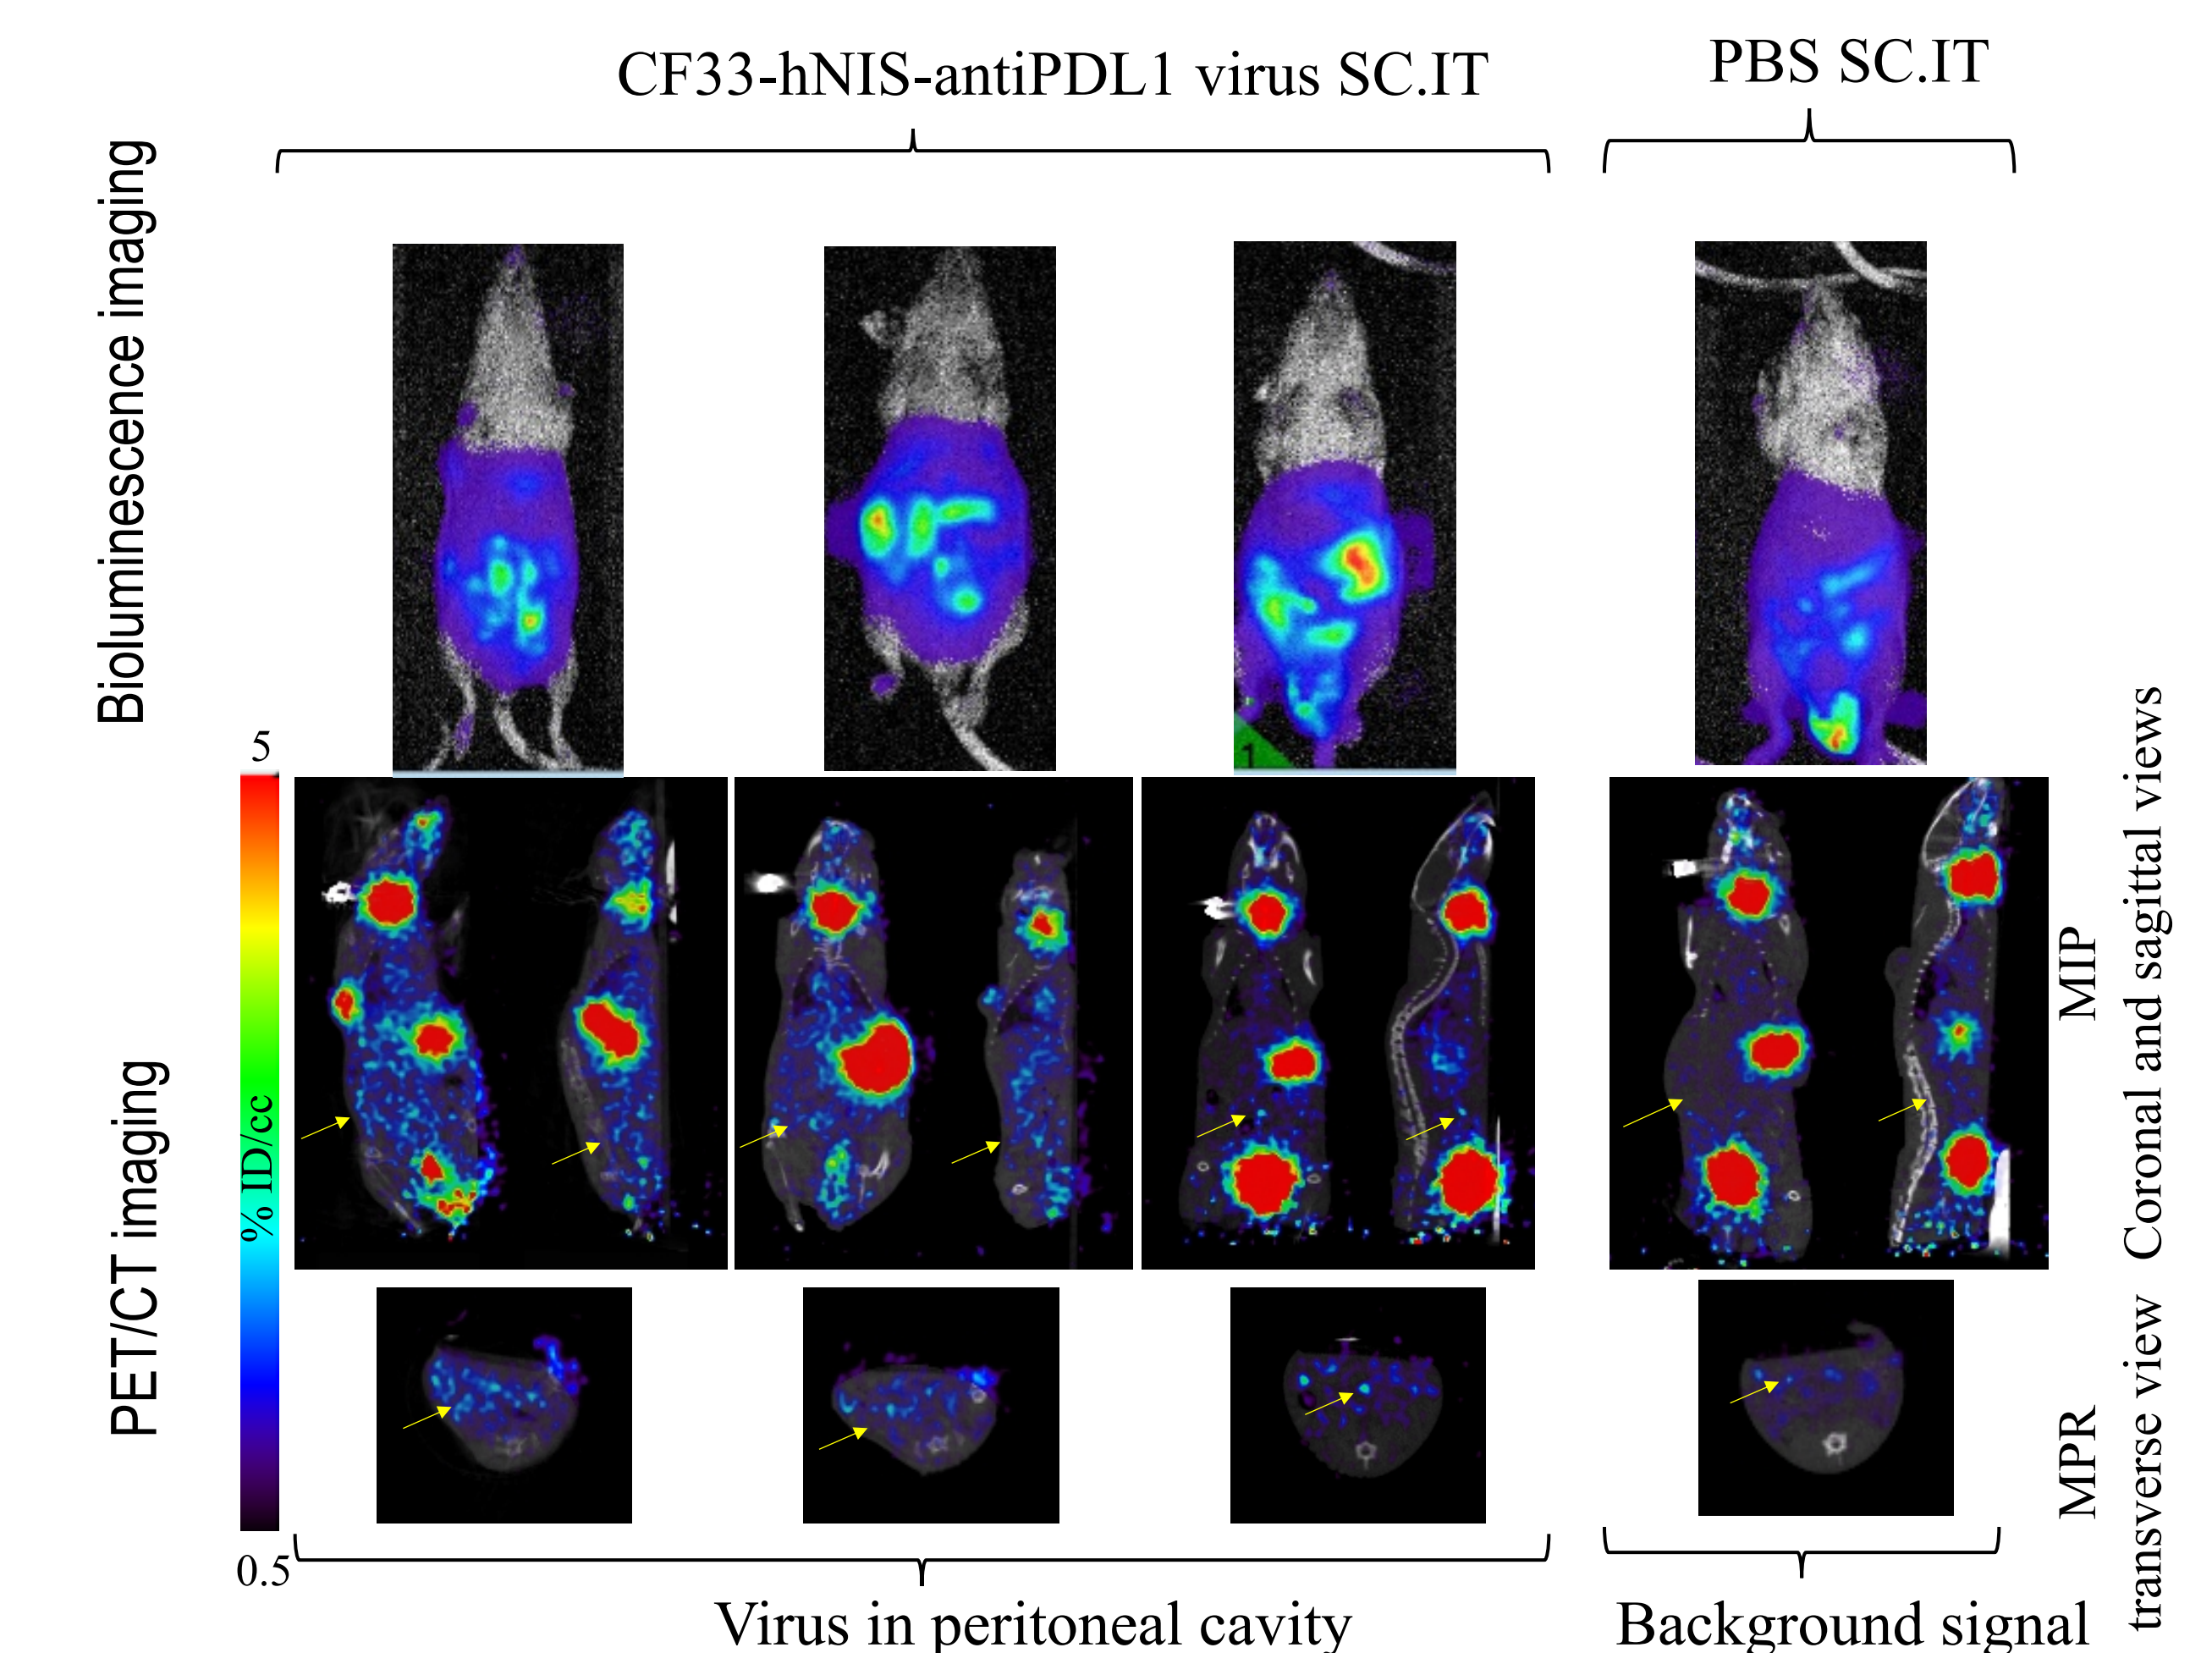 CF33-hNIS-antiPDL1 virus SC.IT
PBS SC.IT
Bioluminescence imaging
1
PET/CT imaging
5
% ID/cc
0.5
MIP
Coronal and sagittal views
MPR
transverse view
Virus in peritoneal cavity
Background signal